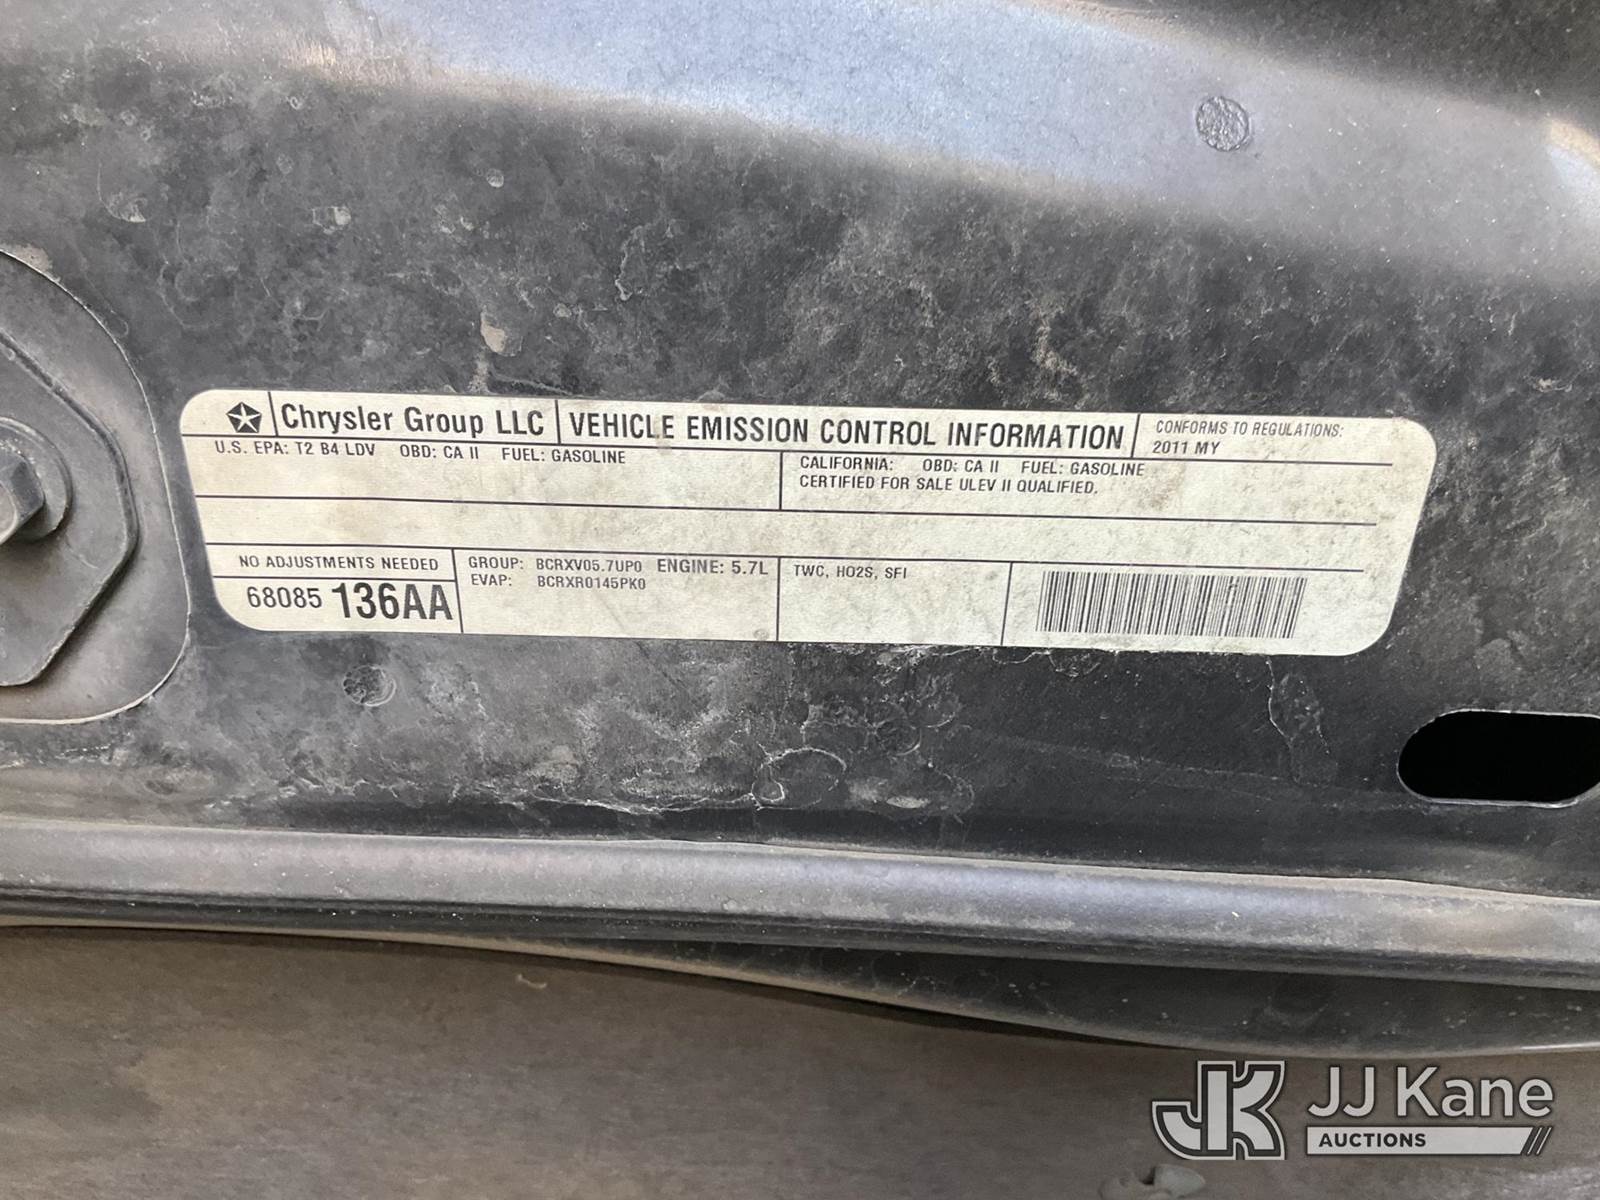 Chrysler Group LLC VEHICLE EMISSION CONTROL INFORMATION
CONFORMS TO REGULATIONS:
2011 MY
U.S. EPA: T2 B4 LDV OBD: CA II FUEL: GASOLINE
CALIFORNIA: OBD: CA II FUEL: GASOLINE
CERTIFIED FOR SALE ULEV II QUALIFIED.
NO ADJUSTMENTS NEEDED
68085 136AA
GROUP: BCRXV05.7UP0 ENGINE: 5.7L
EVAP: BCRXR0145PK0
TWC, HO2S, SFI
JK JJ Kane
AUCTIONS